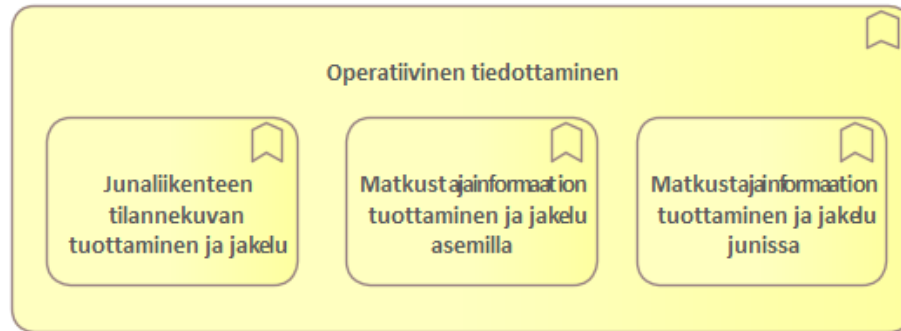 Operatiivinen tiedottaminen
Junaliikenteen
tilannekuvan
tuottaminen ja jakelu
Matkustajainformaation
tuottaminen ja jakelu
asemilla
Matkustajainformaation
tuottaminen ja jakelu
junissa